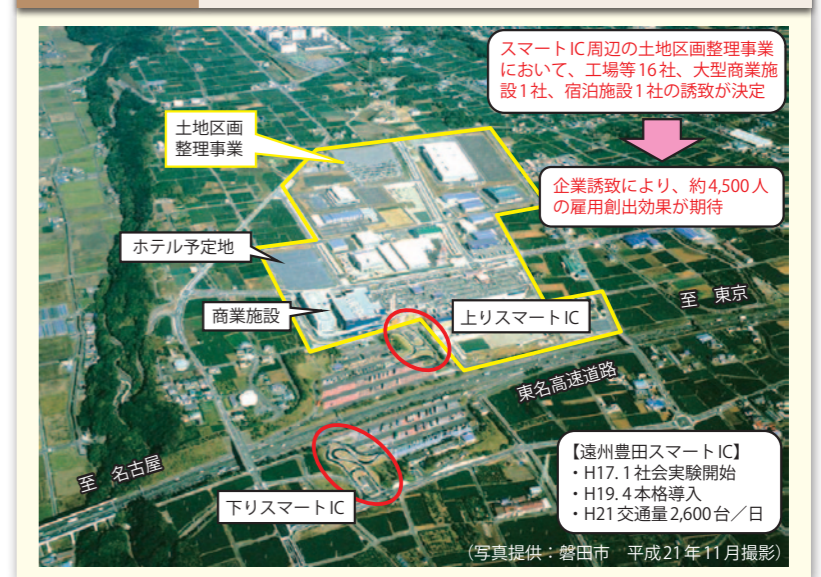 スマートIC周辺の土地区画整理事業
において、工場等16社、大型商業施
設1社、宿泊施設1社の誘致が決定
土地区画
整理事業
企業誘致により、約4,500人
の雇用創出効果が期待
ホテル予定地
商業施設
上りスマートIC
至 東京
東名高速道路
至 名古屋
下りスマートIC
【遠州豊田スマートIC】
・H17.1社会実験開始
・H19.4本格導入
・H21交通量2,600台／日
（写真提供：磐田市 平成21年11月撮影）